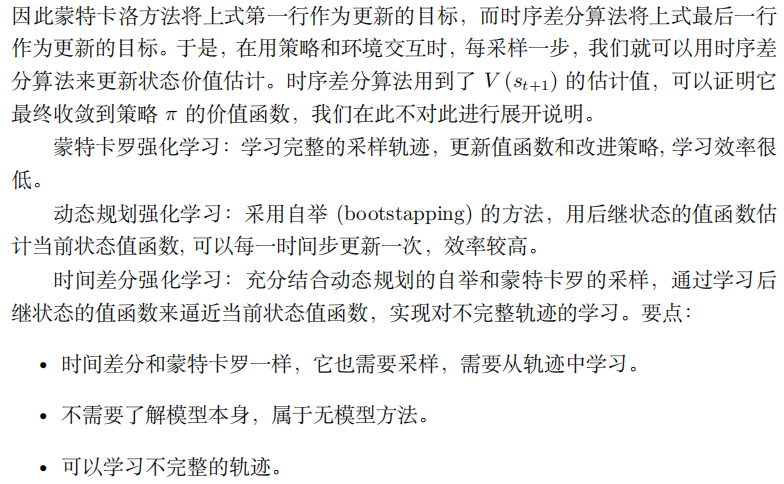 因此蒙特卡洛方法将上式第一行作为更新的目标，而时序差分算法将上式最后一行
作为更新的目标。于是，在用策略和环境交互时，每采样一步，我们就可以用时序差
分算法来更新状态价值估计。时序差分算法用到了 V (s_{t+1}) 的估计值，可以证明它
最终收敛到策略 π 的价值函数，我们在此不对此进行展开说明。
蒙特卡罗强化学习：学习完整的采样轨迹，更新值函数和改进策略, 学习效率很
低。
动态规划强化学习：采用自举 (bootstapping) 的方法，用后继状态的值函数估
计当前状态值函数, 可以每一时间步更新一次，效率较高。
时间差分强化学习：充分结合动态规划的自举和蒙特卡罗的采样，通过学习后
继状态的值函数来逼近当前状态值函数，实现对不完整轨迹的学习。要点：
• 时间差分和蒙特卡罗一样，它也需要采样，需要从轨迹中学习。
• 不需要了解模型本身，属于无模型方法。
• 可以学习不完整的轨迹。